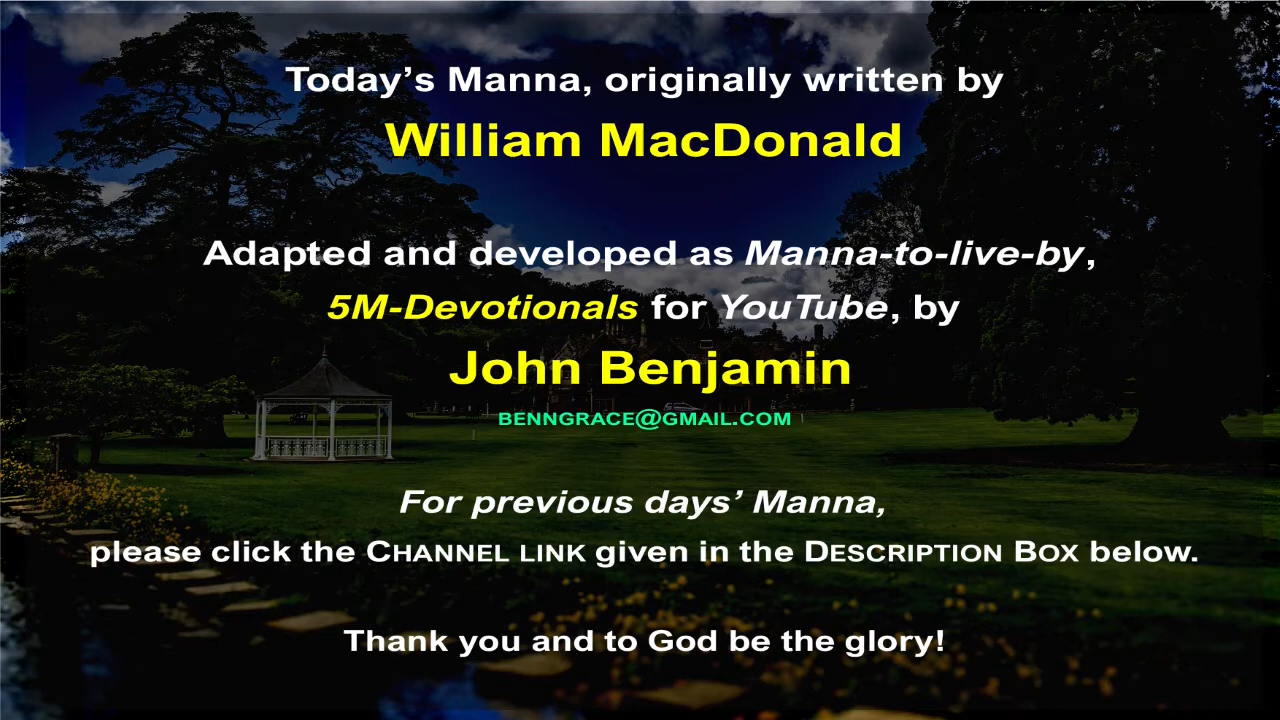 Today’s Manna, originally written by
William MacDonald
Adapted and developed as Manna-to-live-by,
5M-Devotionals for YouTube, by
John Benjamin
BENNGRACE@GMAIL.COM
For previous days’ Manna,
please click the CHANNEL LINK given in the DESCRIPTION BOX below.
Thank you and to God be the glory!